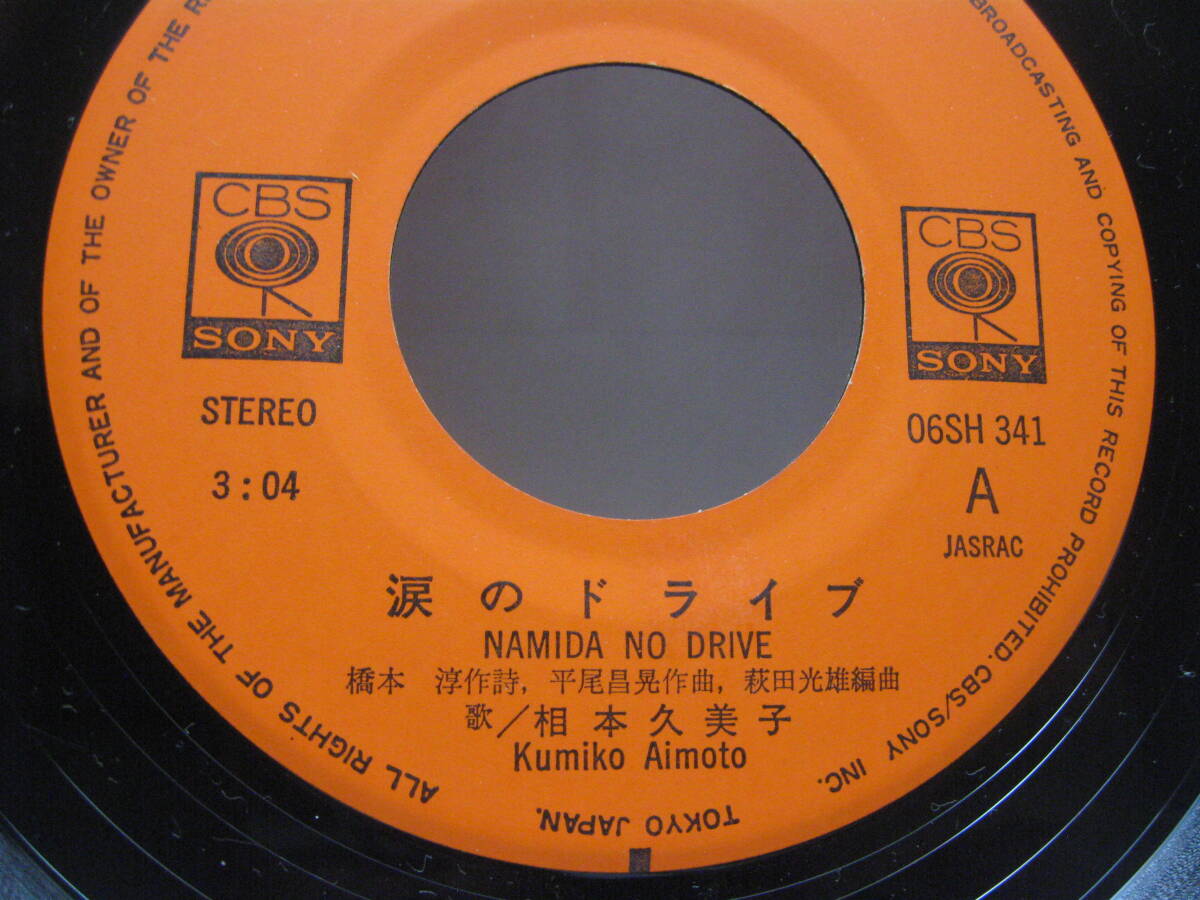 CBS
SONY
STEREO
3:04
CBS
SONY
06SH 341
A
JASRAC
涙のドライブ
NAMIDA NO DRIVE
橋本 淳作詩, 平尾昌晃作曲, 萩田光雄編曲
歌/相本久美子
Kumiko Aimoto
ALL RIGHTS OF THE MANUFACTURER AND OF THE OWNER OF THE
BROADCASTING AND COPYING OF THIS RECORD PROHIBITED. CBS/SONY INC.
TOKYO JAPAN.